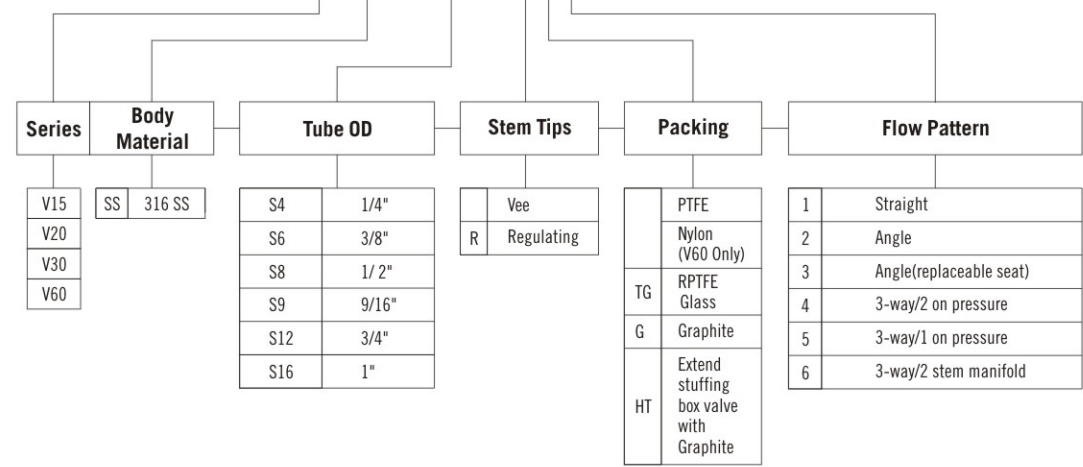 Series
Body
Material
Tube OD
Stem Tips
Packing
Flow Pattern
V15
V20
V30
V60
SS 316 SS
S4 1/4"
S6 3/8"
S8 1/ 2"
S9 9/16"
S12 3/4"
S16 1"
Vee
R Regulating
PTFE
Nylon
(V60 Only)
TG RPTFE
Glass
G Graphite
HT Extend
stuffing
box valve
with
Graphite
1 Straight
2 Angle
3 Angle(replaceable seat)
4 3-way/2 on pressure
5 3-way/1 on pressure
6 3-way/2 stem manifold